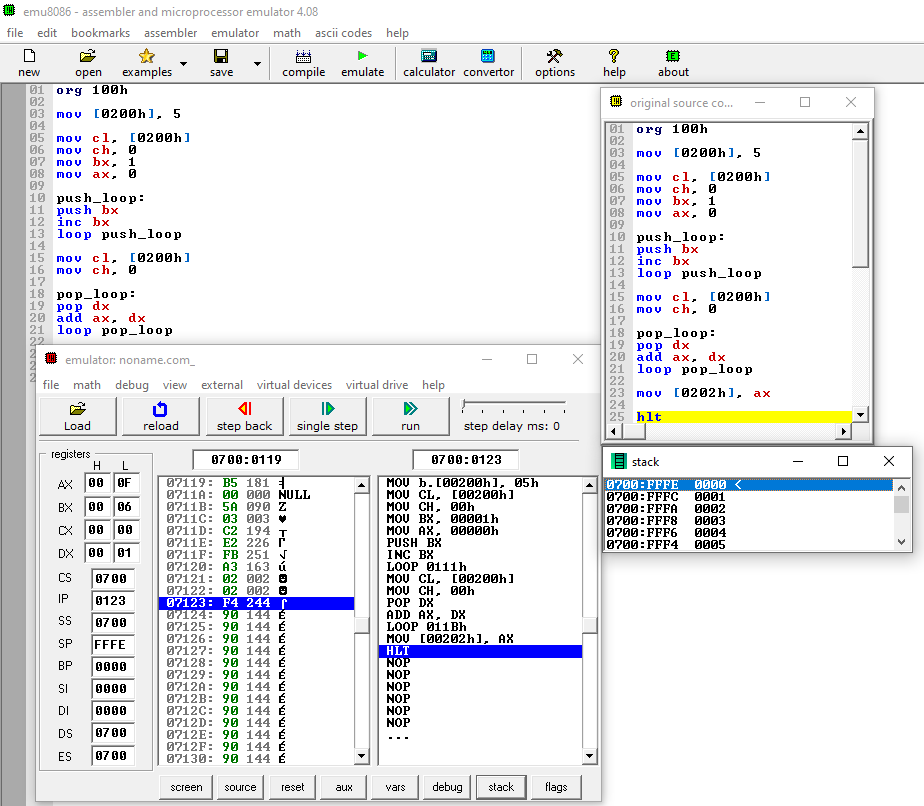 emu8086 - assembler and microprocessor emulator 4.08
file edit bookmarks assembler emulator math ascii codes help
new open examples save compile emulate calculator convertor options help about
01 org 100h
02
03 mov [0200h], 5
04
05 mov cl, [0200h]
06 mov ch, 0
07 mov bx, 1
08 mov ax, 0
09
10 push_loop:
11 push bx
12 inc bx
13 loop push_loop
14
15 mov cl, [0200h]
16 mov ch, 0
17
18 pop_loop:
19 pop dx
20 add ax, dx
21 loop pop_loop
original source co...
01 org 100h
02
03 mov [0200h], 5
04
05 mov cl, [0200h]
06 mov ch, 0
07 mov bx, 1
08 mov ax, 0
09
10 push_loop:
11 push bx
12 inc bx
13 loop push_loop
14
15 mov cl, [0200h]
16 mov ch, 0
17
18 pop_loop:
19 pop dx
20 add ax, dx
21 loop pop_loop
22
23 mov [0202h], ax
24
25 hlt
emulator: noname.com_
file math debug view external virtual devices virtual drive help
Load reload step back single step run step delay ms: 0
registers
H L
AX 00 0F
BX 00 06
CX 00 00
DX 00 01
CS 0700
IP 0123
SS 0700
SP FFFE
BP 0000
SI 0000
DI 0000
DS 0700
ES 0700
0700:0119
07119: B5 181 ╡
0711A: 00 000 NULL
0711B: 5A 090 Z
0711C: 03 003 ♥
0711D: C2 194 ┬
0711E: E2 226 Γ
0711F: FB 251 √
07120: A3 163 ú
07121: 02 002 ☻
07122: 02 002 ☻
07123: F4 244 ⌠
07124: 90 144 É
07125: 90 144 É
07126: 90 144 É
07127: 90 144 É
07128: 90 144 É
07129: 90 144 É
0712A: 90 144 É
0712B: 90 144 É
0712C: 90 144 É
0712D: 90 144 É
0712E: 90 144 É
0712F: 90 144 É
07130: 90 144 É
0700:0123
MOV b.[00200h], 05h
MOV CL, [00200h]
MOV CH, 00h
MOV BX, 00001h
MOV AX, 00000h
PUSH BX
INC BX
LOOP 0111h
MOV CL, [00200h]
MOV CH, 00h
POP DX
ADD AX, DX
LOOP 011Bh
MOV [00202h], AX
HLT
NOP
NOP
NOP
NOP
NOP
NOP
...
screen source reset aux vars debug stack flags
stack
0700:FFFE 0000 <
0700:FFFC 0001
0700:FFFA 0002
0700:FFF8 0003
0700:FFF6 0004
0700:FFF4 0005